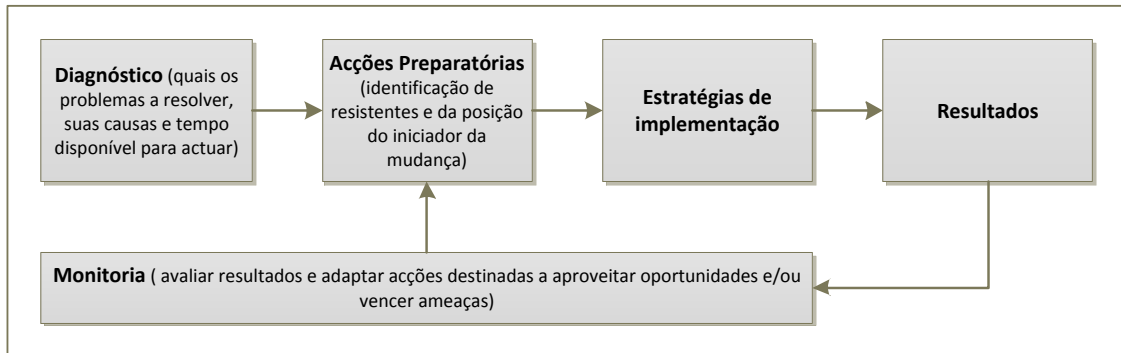 Diagnóstico (quais os
problemas a resolver,
suas causas e tempo
disponível para actuar)
Acções Preparatórias
(identificação de
resistentes e da posição
do iniciador da
mudança)
Estratégias de
implementação
Resultados
Monitoria ( avaliar resultados e adaptar acções destinadas a aproveitar oportunidades e/ou
vencer ameaças)